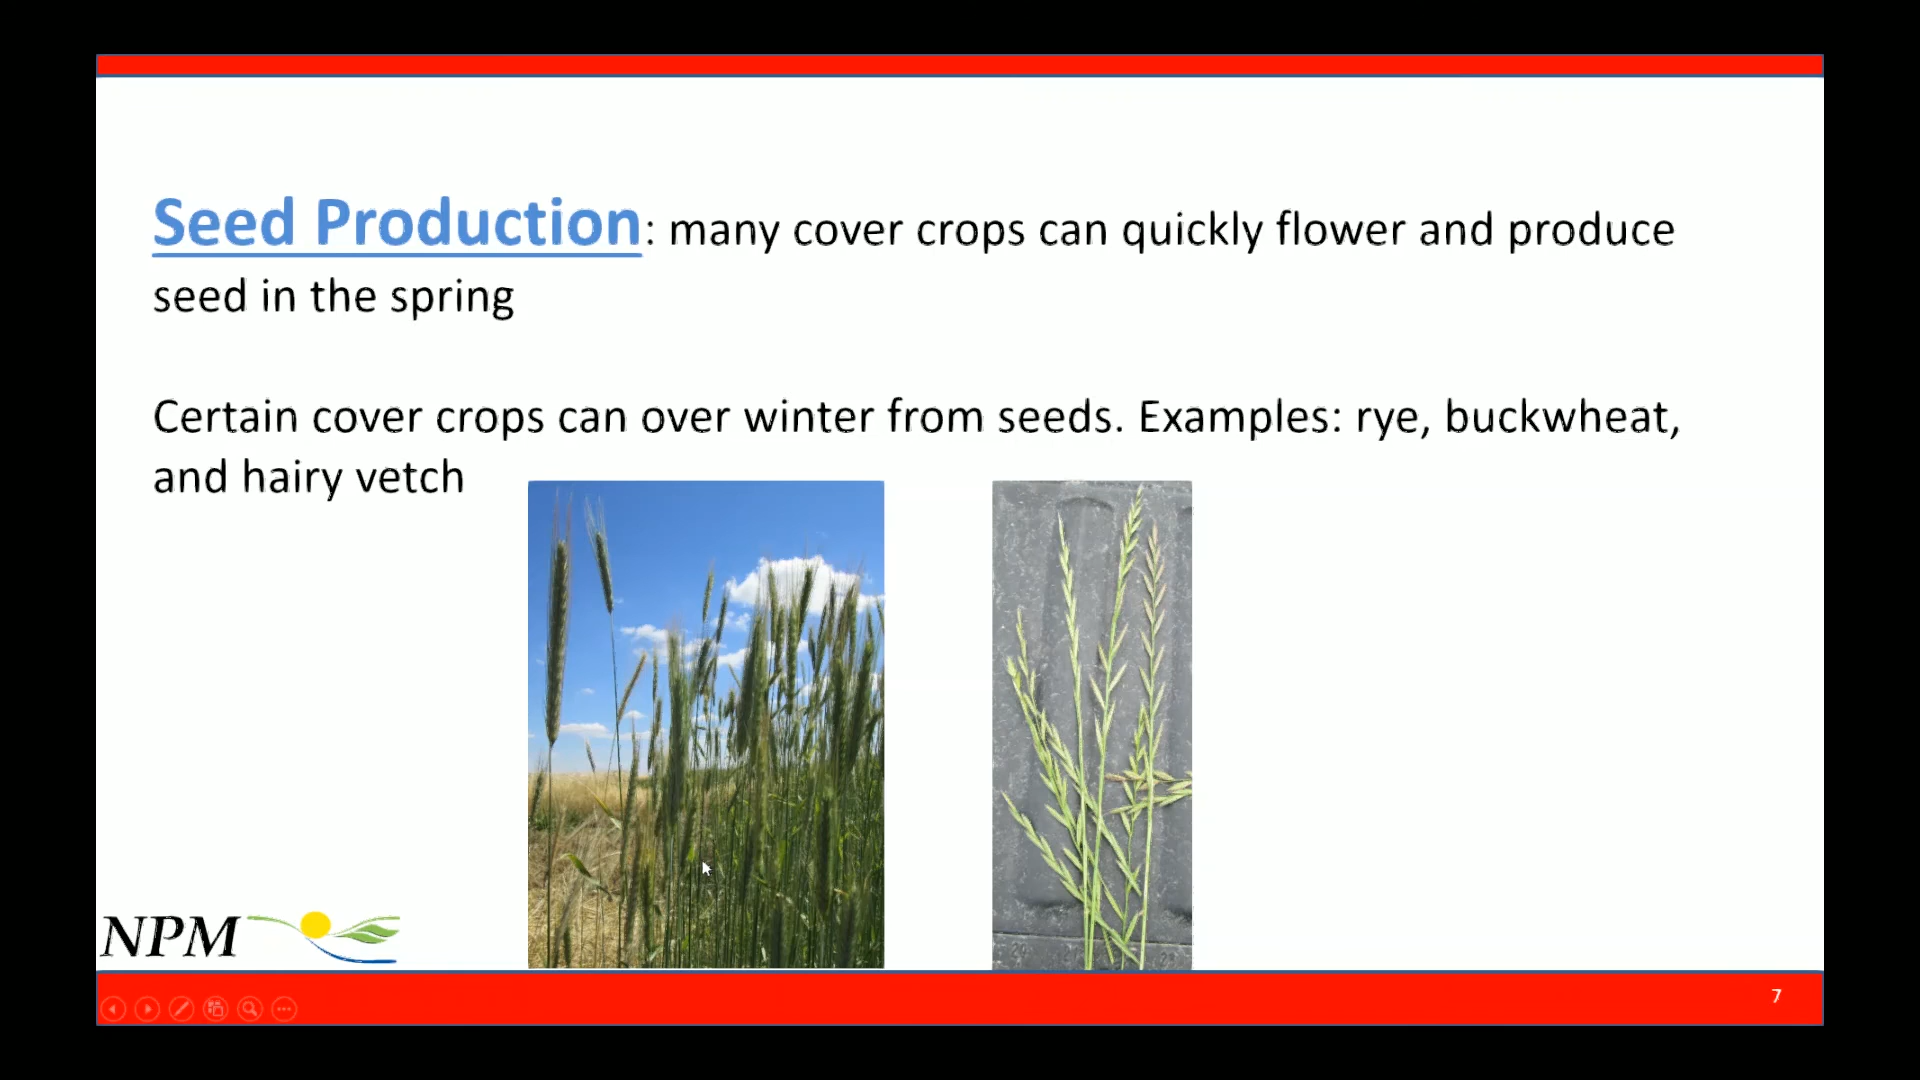 Seed Production: many cover crops can quickly flower and produce
seed in the spring
Certain cover crops can over winter from seeds. Examples: rye, buckwheat,
and hairy vetch
NPM
7